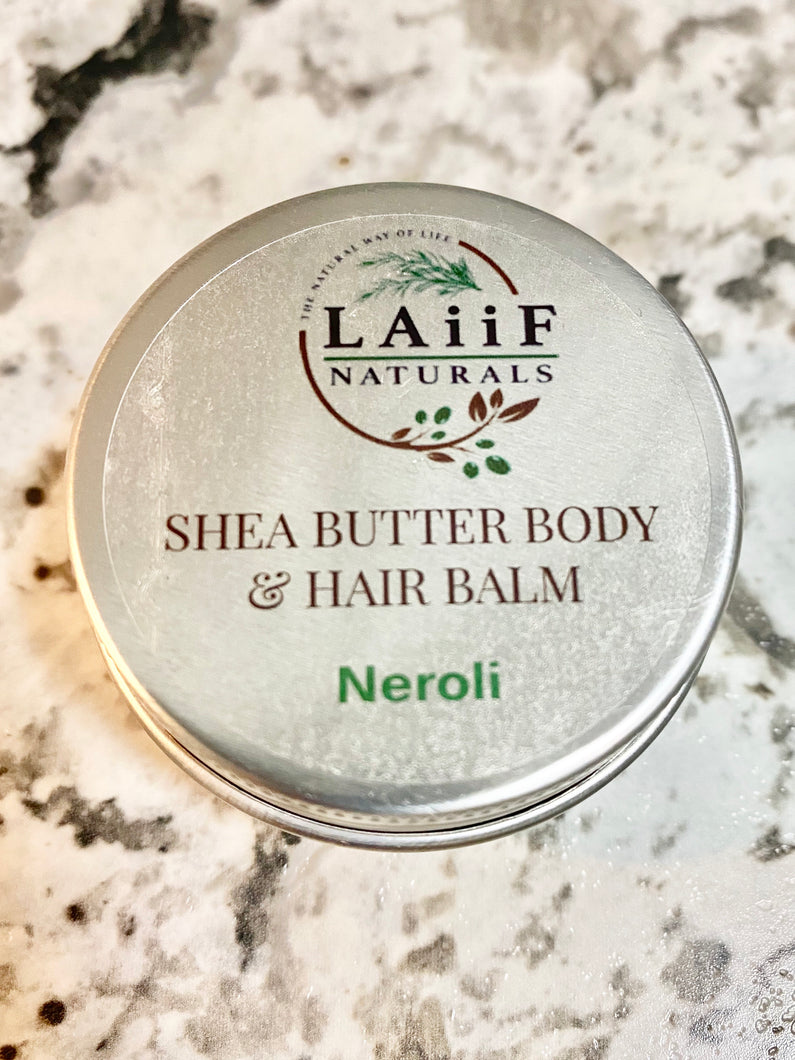 THE NATURAL WAY OF LIFE
LAiiF
NATURALS
SHEA BUTTER BODY
& HAIR BALM
Neroli